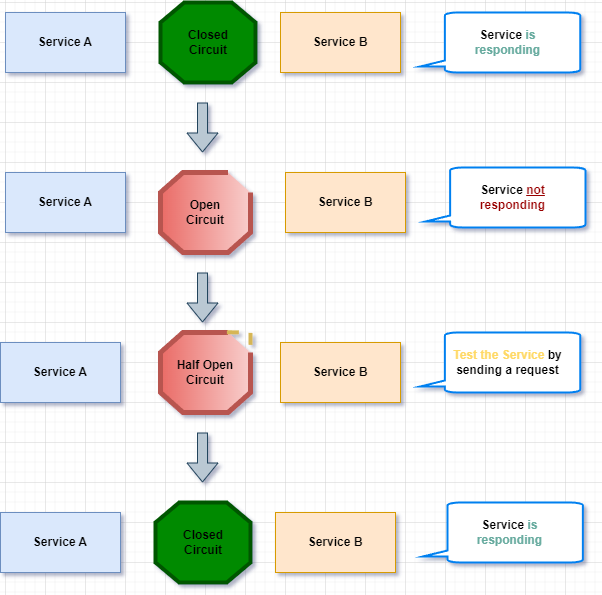 Service A
Closed
Circuit
Service B
Service is
responding
Service A
Open
Circuit
Service B
Service not
responding
Service A
Half Open
Circuit
Service B
Test the Service by
sending a request
Service A
Closed
Circuit
Service B
Service is
responding